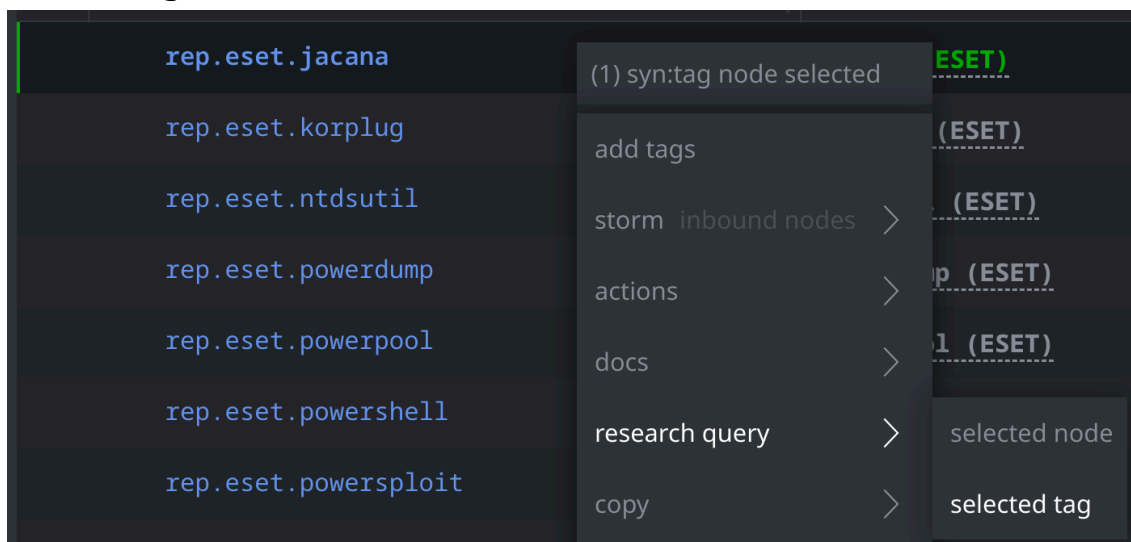 rep.eset.jacana
(1) syn:tag node selected
ESET)
rep.eset.korplug
(ESET)
add tags
rep.eset.ntdsutil
storm inbound nodes
(ESET)
rep.eset.powerdump
actions
p (ESET)
rep.eset.powerpool
docs
l (ESET)
rep.eset.powershell
research query
selected node
rep.eset.powersploit
copy
selected tag